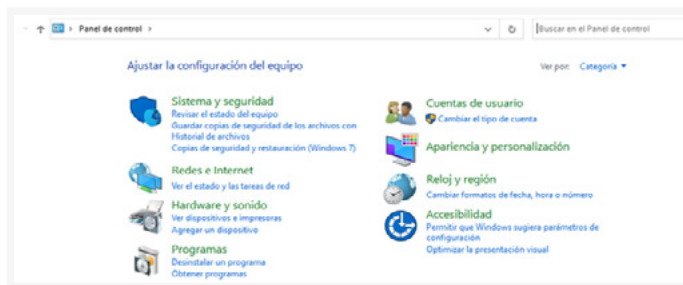 Panel de control
Buscar en el Panel de control
Ajustar la configuración del equipo
Ver por: Categoría
Sistema y seguridad
Revisar el estado del equipo
Guardar copias de seguridad de los archivos con
Historial de archivos
Copias de seguridad y restauración (Windows 7)
Redes e Internet
Ver el estado y las tareas de red
Hardware y sonido
Ver dispositivos e impresoras
Agregar un dispositivo
Programas
Desinstalar un programa
Obtener programas
Cuentas de usuario
Cambiar el tipo de cuenta
Apariencia y personalización
Reloj y región
Cambiar formatos de fecha, hora o número
Accesibilidad
Permitir que Windows sugiera parámetros de
configuración
Optimizar la presentación visual